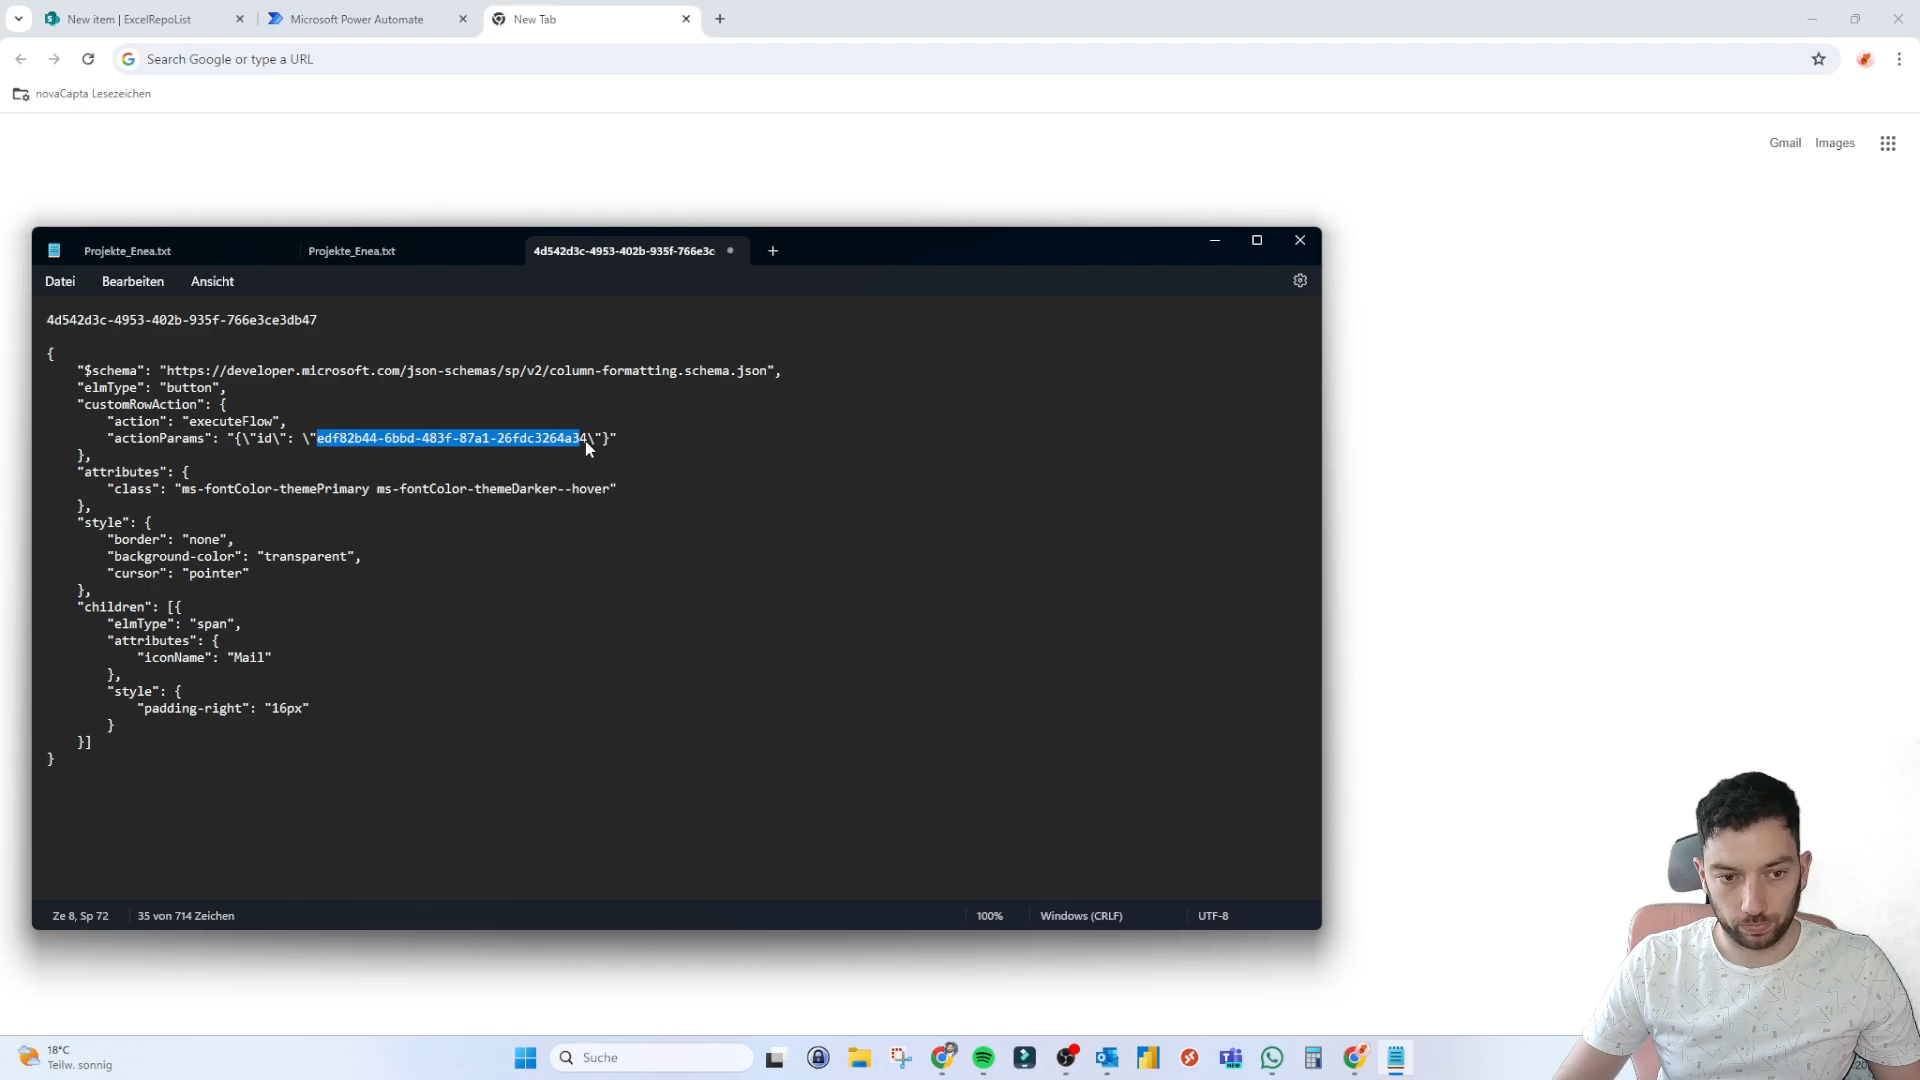 New item | ExcelRepoList
Microsoft Power Automate
New Tab
Search Google or type a URL
novaCapta Lesezeichen
Gmail Images
Projekte_Enea.txt
Projekte_Enea.txt
4d542d3c-4953-402b-935f-766e3c
Datei Bearbeiten Ansicht
4d542d3c-4953-402b-935f-766e3ce3db47
{
"$schema": "https://developer.microsoft.com/json-schemas/sp/v2/column-formatting.schema.json",
"elmType": "button",
"customRowAction": {
"action": "executeFlow",
"actionParams": "{\"id\": \"edf82b44-6bbd-483f-87a1-26fdc3264a34\"}"
},
"attributes": {
"class": "ms-fontColor-themePrimary ms-fontColor-themeDarker--hover"
},
"style": {
"border": "none",
"background-color": "transparent",
"cursor": "pointer"
},
"children": [{
"elmType": "span",
"attributes": {
"iconName": "Mail"
},
"style": {
"padding-right": "16px"
}
}]
}
Ze 8, Sp 72
35 von 714 Zeichen
100%
Windows (CRLF)
UTF-8
18°C
Teilw. sonnig
Suche